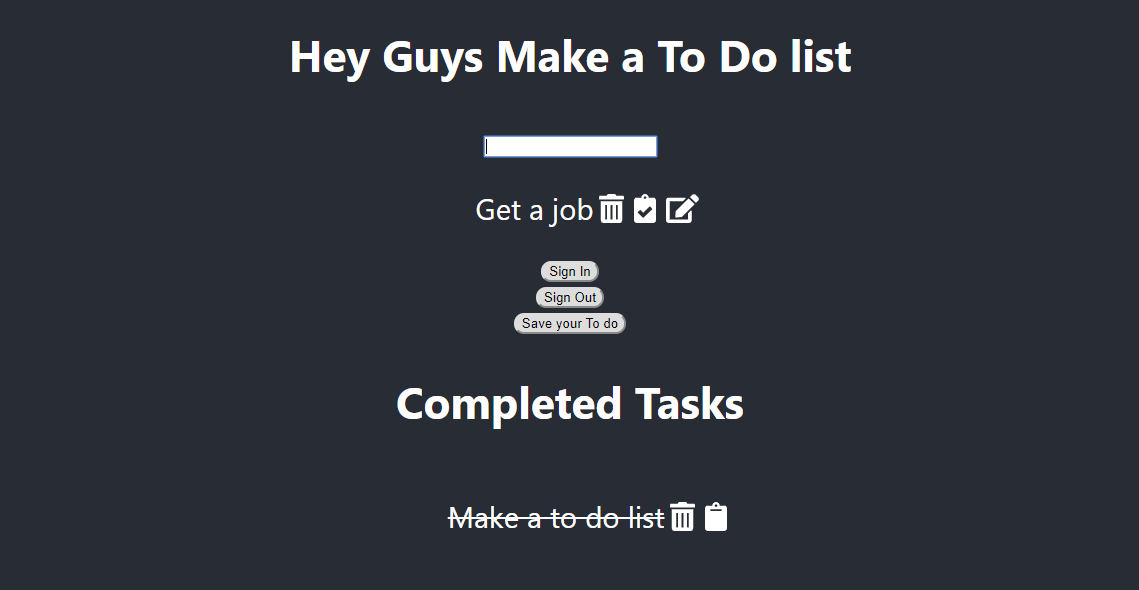 Hey Guys Make a To Do list
Get a job
Sign In
Sign Out
Save your To do
Completed Tasks
Make a to do list